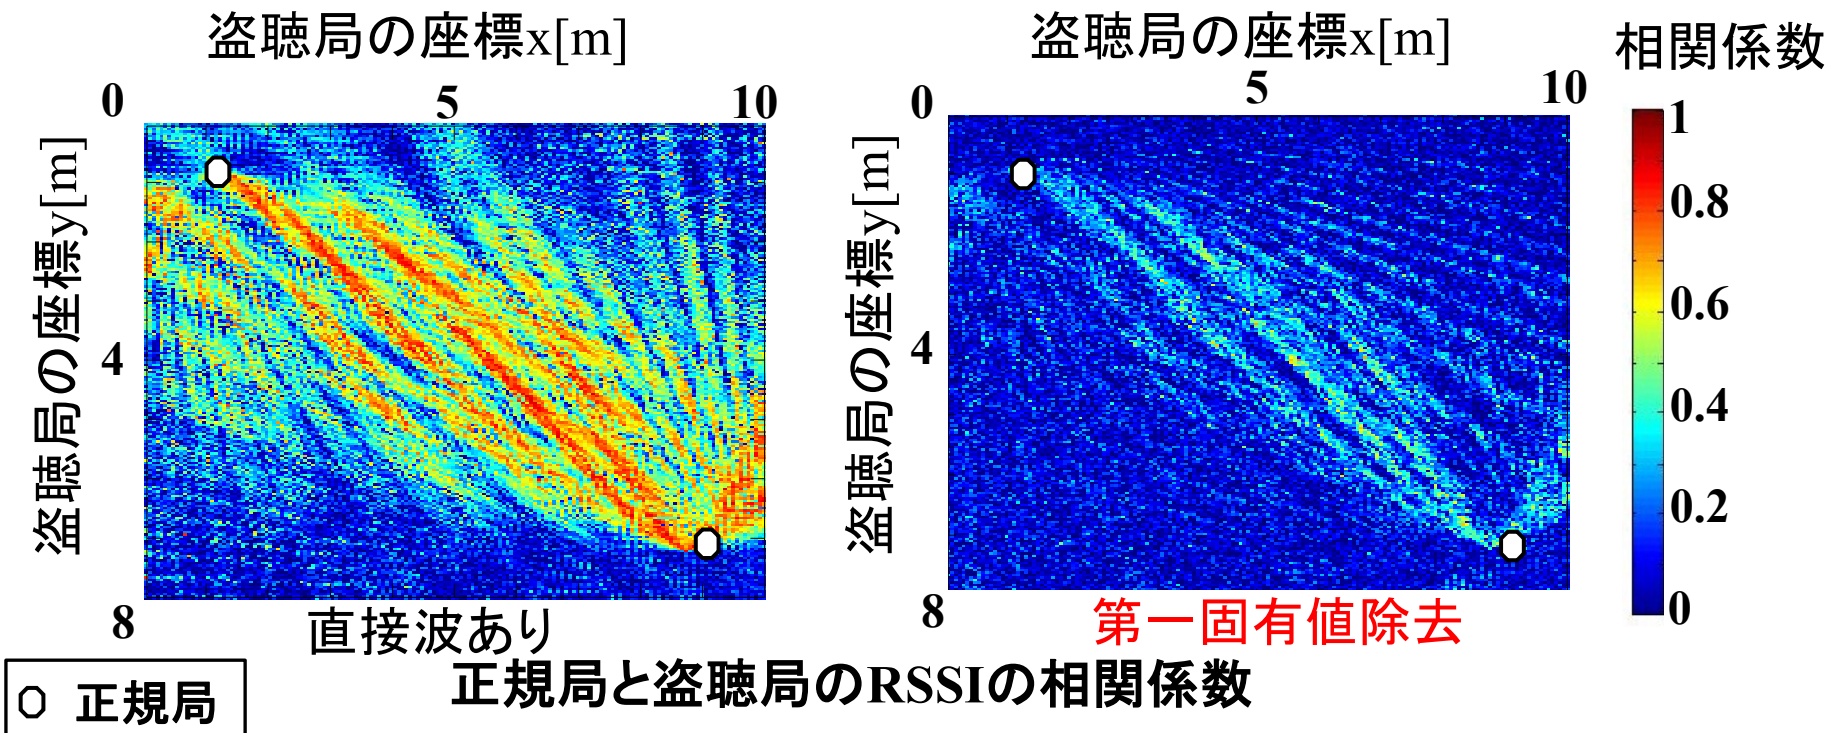 盗聴局の座標x[m]
0 5 10
盗聴局の座標y[m]
4
8
直接波あり
盗聴局の座標x[m]
0 5 10
盗聴局の座標y[m]
4
8
第一固有値除去
相関係数
1
0.8
0.6
0.4
0.2
0
正規局と盗聴局のRSSIの相関係数
正規局